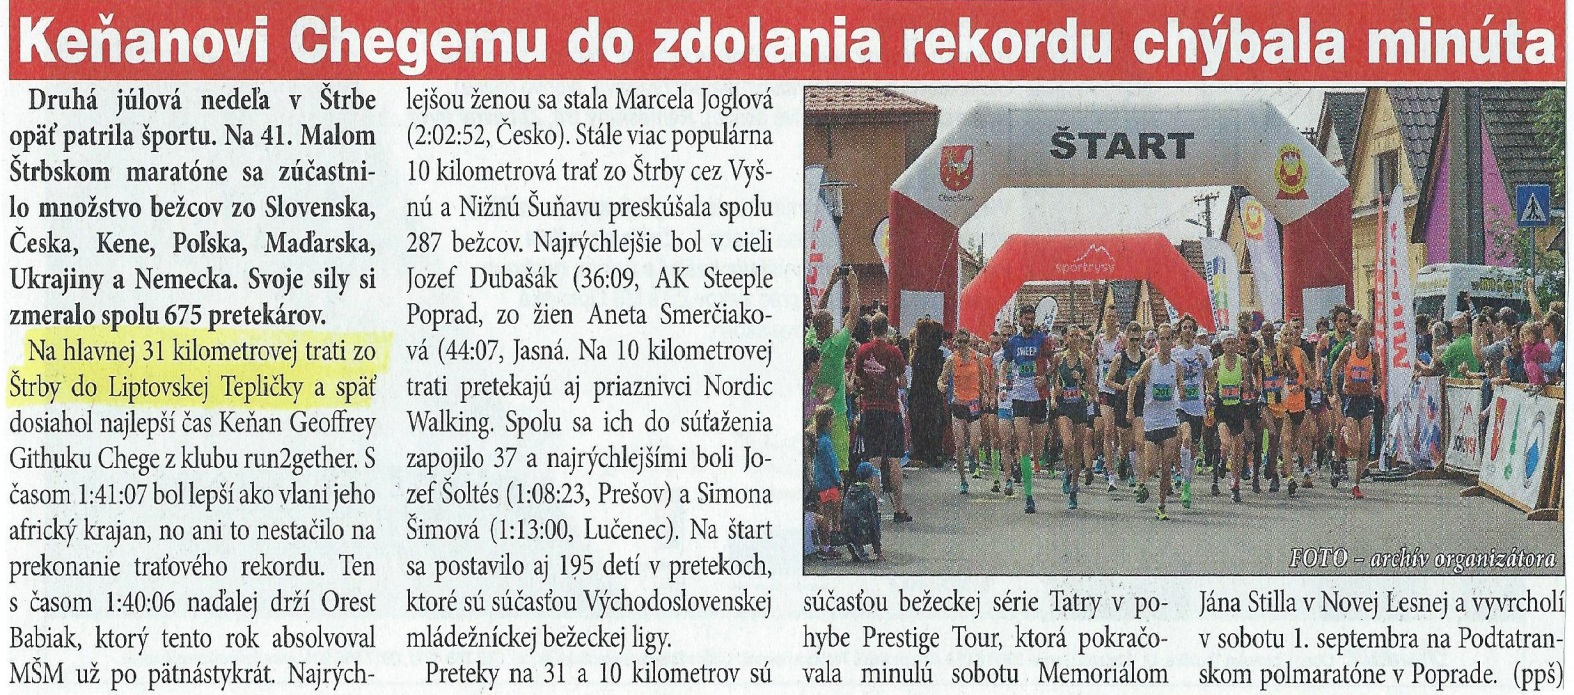 Keňanovi Chegemu do zdolania rekordu chýbala minúta
Druhá júlová nedeľa v Štrbe
opäť patrila športu. Na 41. Malom
Štrbskom maratóne sa zúčastni-
lo množstvo bežcov zo Slovenska,
Česka, Kene, Poľska, Maďarska,
Ukrajiny a Nemecka. Svoje sily si
zmeralo spolu 675 pretekárov.
Na hlavnej 31 kilometrovej trati zo
Štrby do Liptovskej Tepličky a späť
dosiahol najlepší čas Keňan Geoffrey
Githuku Chege z klubu run2gether. S
časom 1:41:07 bol lepší ako vlani jeho
africký krajan, no ani to nestačilo na
prekonanie traťového rekordu. Ten
s časom 1:40:06 naďalej drží Orest
Babiak, ktorý tento rok absolvoval
MŠM už po pätnástykrát. Najrých-
lejšou ženou sa stala Marcela Joglová
(2:02:52, Česko). Stále viac populárna
10 kilometrová trať zo Štrby cez Vyš-
nú a Nižnú Šuňavu preskúšala spolu
287 bežcov. Najrýchlejšie bol v cieli
Jozef Dubašák (36:09, AK Steeple
Poprad, zo žien Aneta Smerčiako-
vá (44:07, Jasná. Na 10 kilometrovej
trati pretekajú aj priaznivci Nordic
Walking. Spolu sa ich do súťaženia
zapojilo 37 a najrýchlejšími boli Jo-
zef Šoltés (1:08:23, Prešov) a Simona
Šimová (1:13:00, Lučenec). Na štart
sa postavilo aj 195 detí v pretekoch,
ktoré sú súčasťou Východoslovenskej
mládežníckej bežeckej ligy.
Preteky na 31 a 10 kilometrov sú
ŠTART
sportrysy
FOTO – archív organizátora
súčasťou bežeckej série Tatry v po-
hybe Prestige Tour, ktorá pokračo-
vala minulú sobotu Memoriálom
Jána Stilla v Novej Lesnej a vyvrcholí
v sobotu 1. septembra na Podtatran-
skom polmaratóne v Poprade. (ppš)